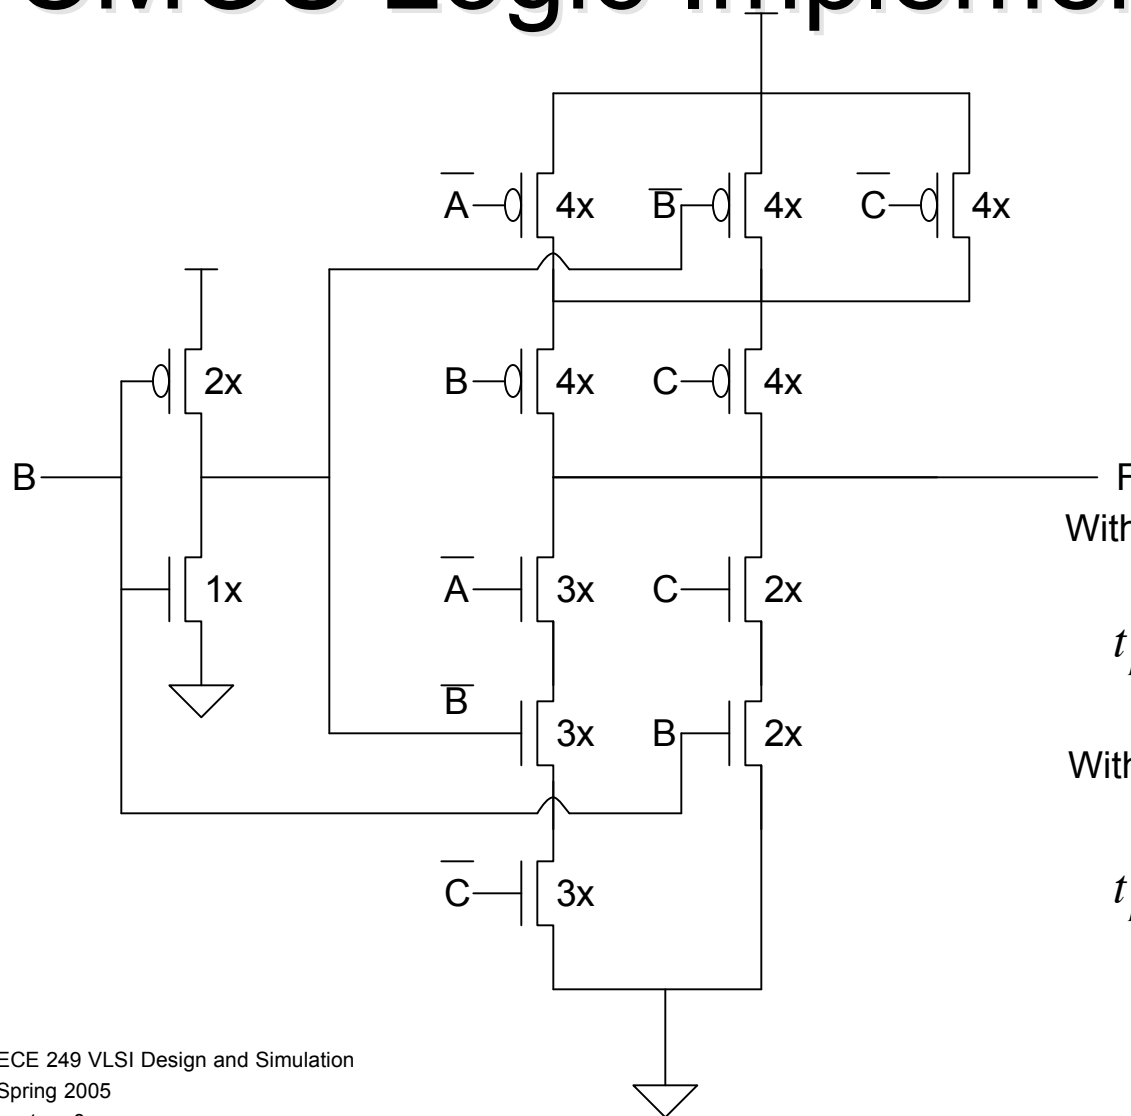 CMOS Logic
A̅ 4x B̅ 4x C̅ 4x
2x B 4x C 4x
B F
With
1x A̅ 3x C 2x
t
B̅
3x B 2x
With
C̅ 3x
t
ECE 249 VLSI Design and Simulation
Spring 2005